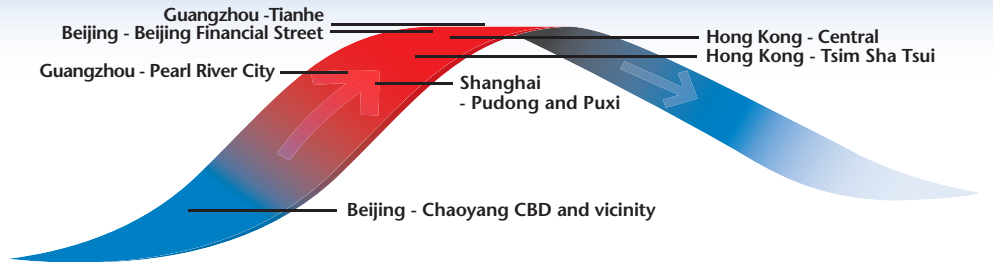 Guangzhou -Tianhe
Beijing - Beijing Financial Street
Hong Kong - Central
Hong Kong - Tsim Sha Tsui
Guangzhou - Pearl River City
Shanghai
- Pudong and Puxi
Beijing - Chaoyang CBD and vicinity